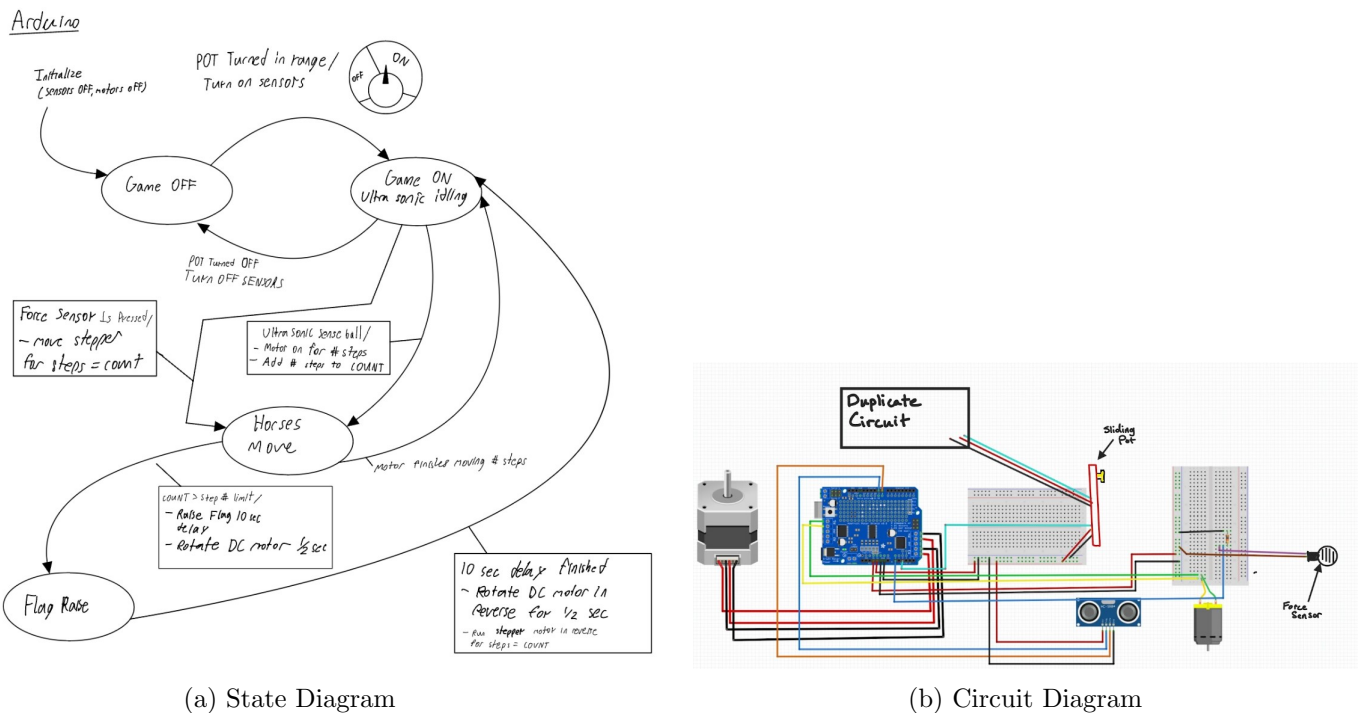 Arduino
Initialize
(sensors OFF, motors off)
POT Turned in range/
Turn on sensors
OFF
ON
Game OFF
Game ON
Ultra sonic idling
POT Turned OFF
Turn OFF SENSORS
Force Sensor Is Pressed/
- move stepper
for steps = count
Ultra Sonic Sense ball/
- Motor on for # steps
- Add # steps to COUNT
Horses
Move
Motor finishes moving # steps
COUNT > Step # limit/
- Raise Flag 10 sec
delay
- Rotate DC motor 1/2 sec
10 sec delay finished
- Rotate DC motor in
reverse for 1/2 sec
- Run stepper motor in reverse
for steps = COUNT
Flag Raise
(a) State Diagram
Duplicate
Circuit
Sliding
Pot
Force
Sensor
(b) Circuit Diagram